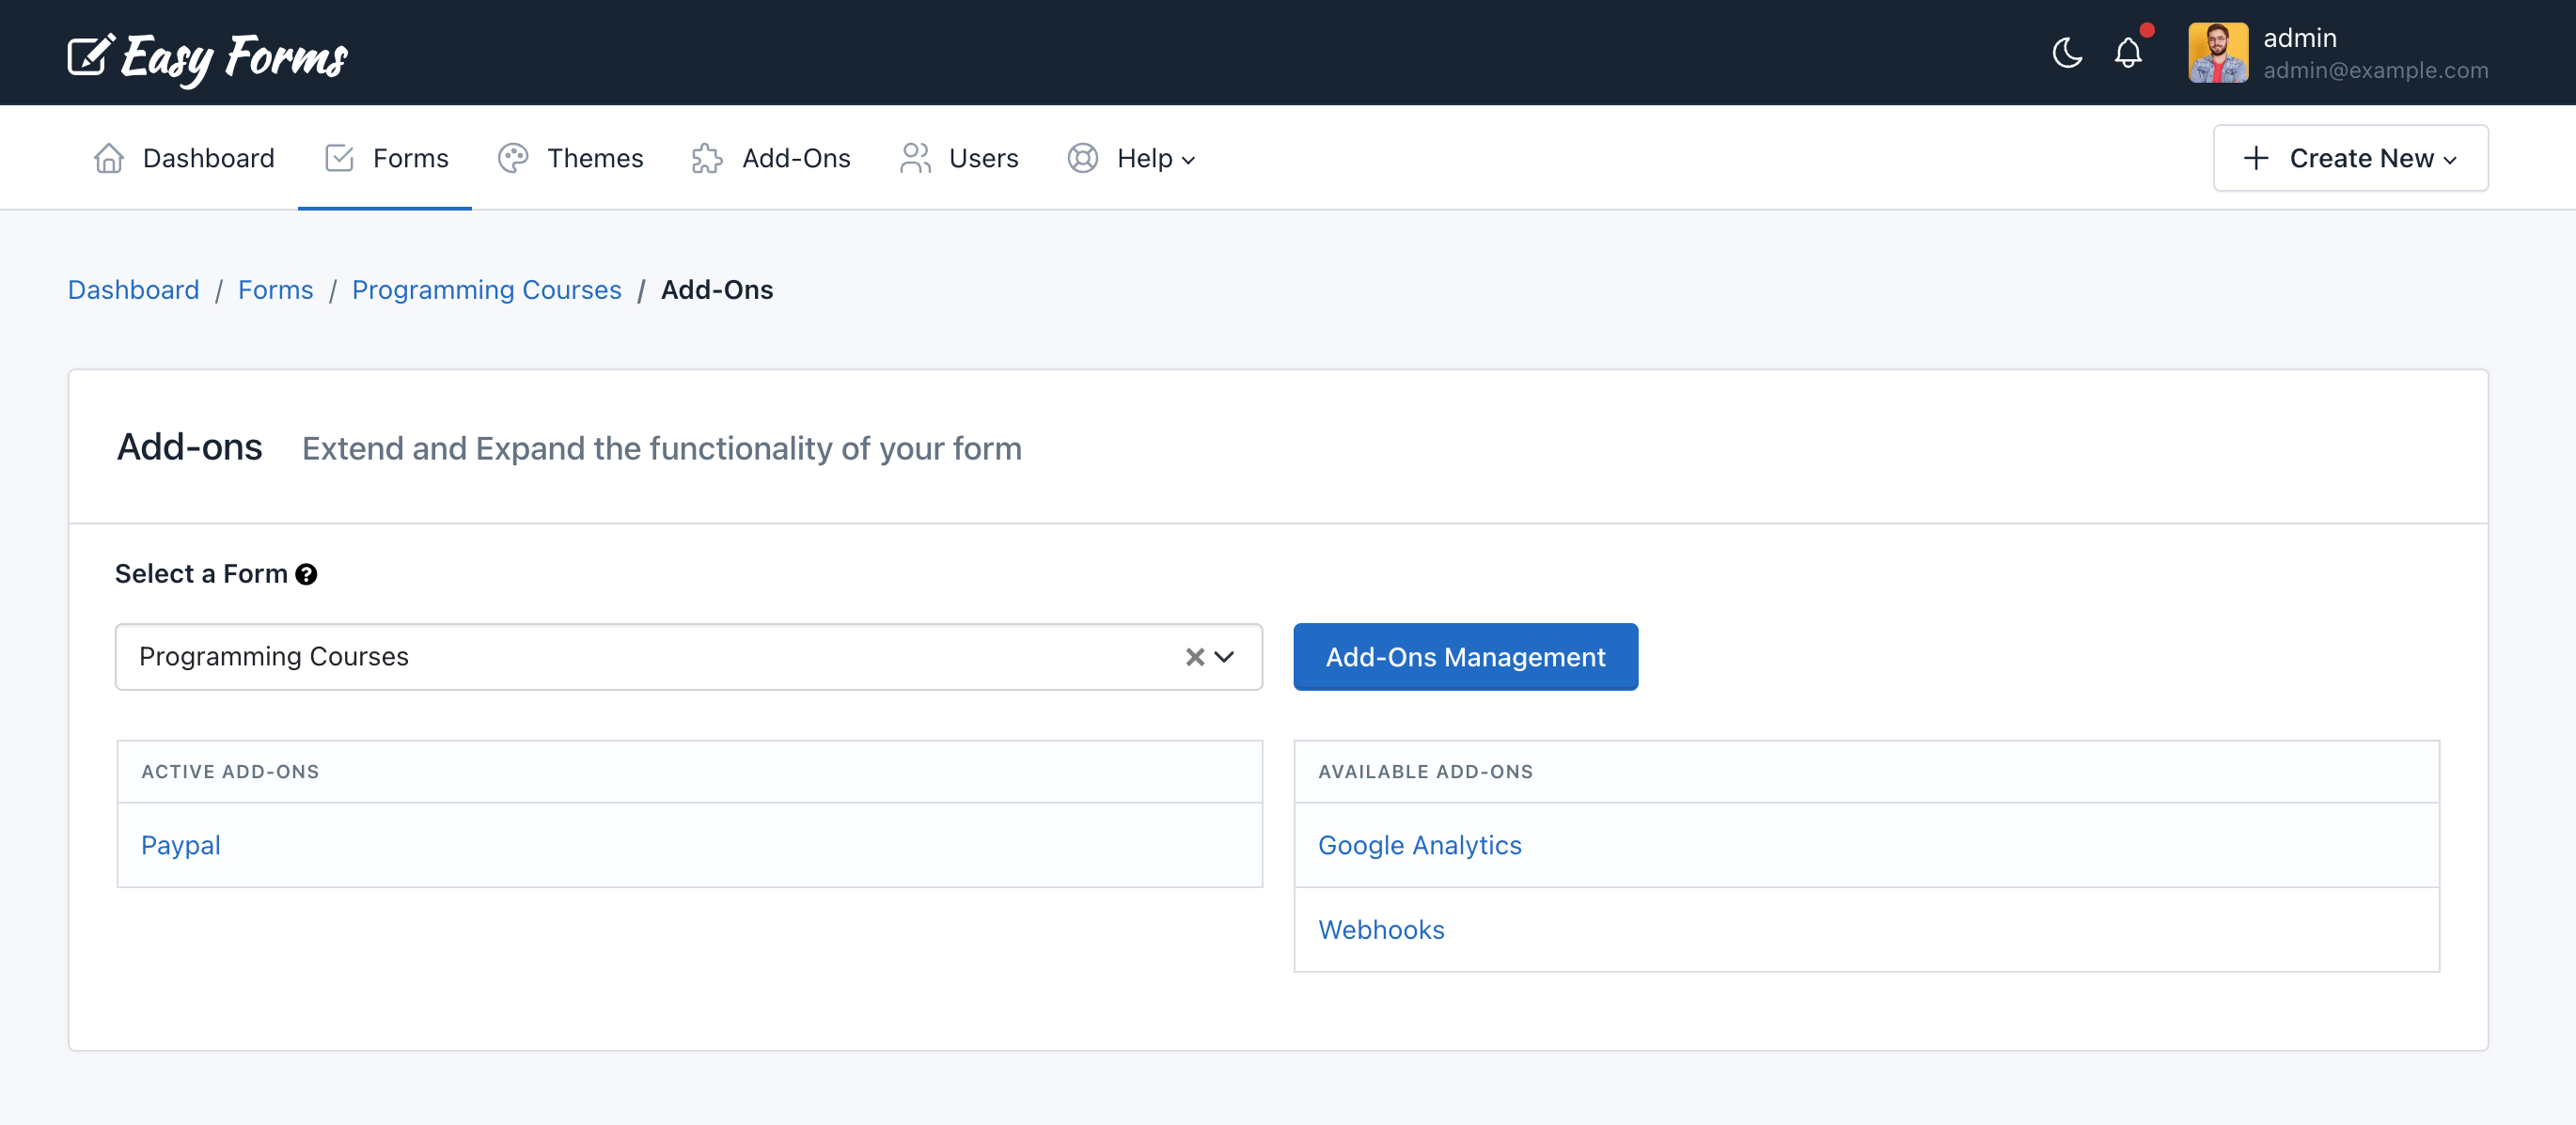 Easy Forms
admin
admin@example.com
Dashboard Forms Themes Add-Ons Users Help Create New
Dashboard / Forms / Programming Courses / Add-Ons
Add-ons Extend and Expand the functionality of your form
Select a Form ?
Programming Courses Add-Ons Management
ACTIVE ADD-ONS
Paypal
AVAILABLE ADD-ONS
Google Analytics
Webhooks